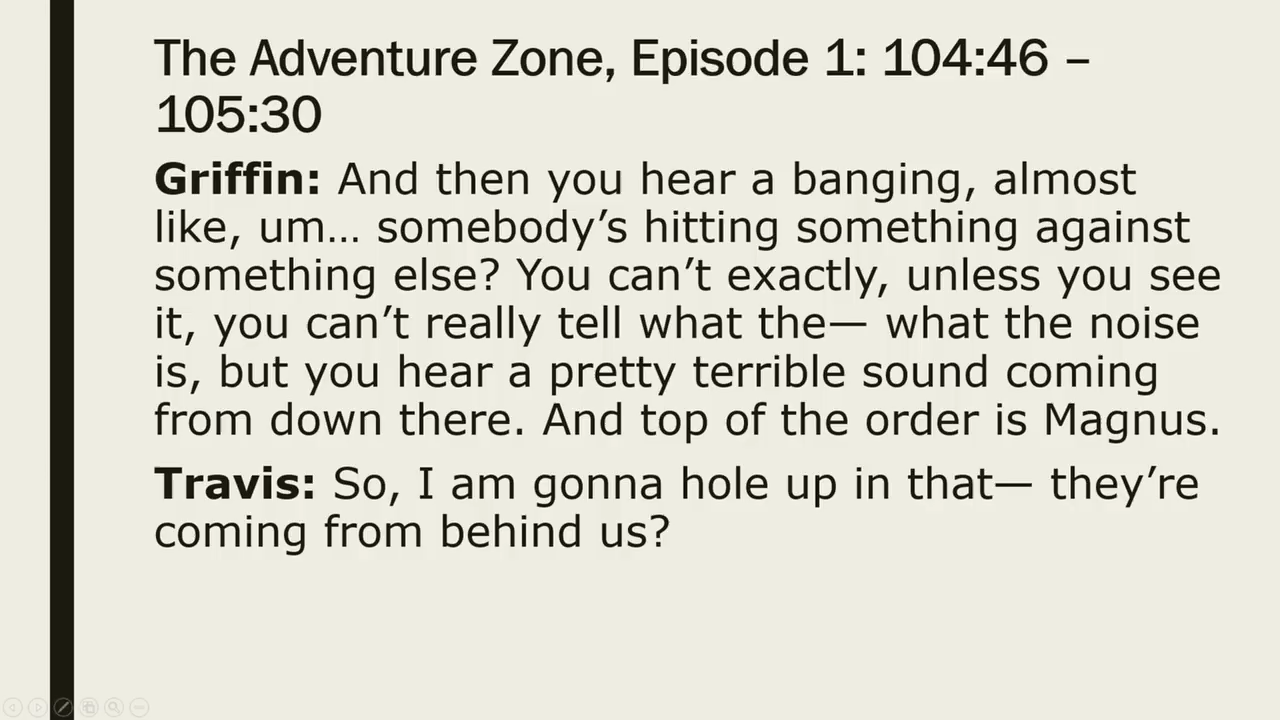 The Adventure Zone, Episode 1: 104:46 –
105:30
Griffin: And then you hear a banging, almost
like, um… somebody’s hitting something against
something else? You can’t exactly, unless you see
it, you can’t really tell what the— what the noise
is, but you hear a pretty terrible sound coming
from down there. And top of the order is Magnus.
Travis: So, I am gonna hole up in that— they’re
coming from behind us?